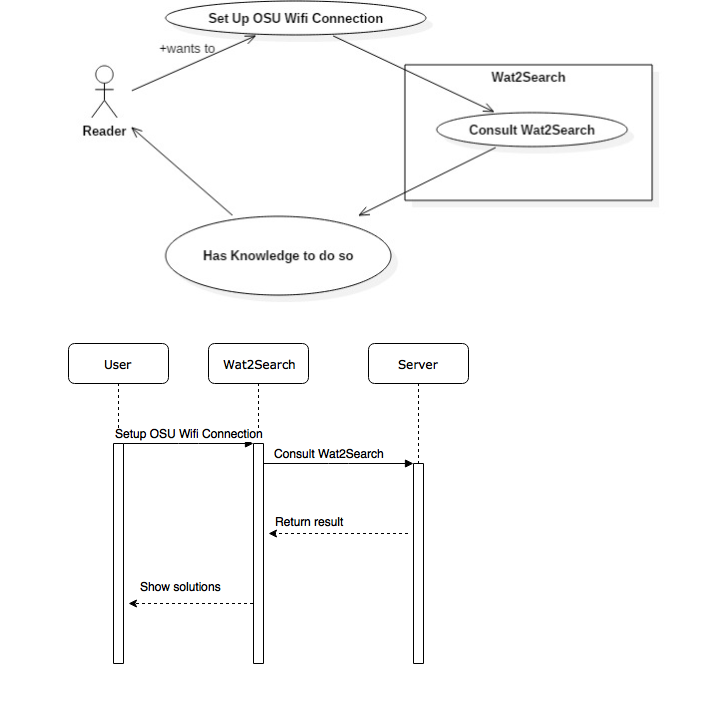 Set Up OSU Wifi Connection
+wants to
Wat2Search
Reader
Consult Wat2Search
Has Knowledge to do so
User
Wat2Search
Server
Setup OSU Wifi Connection
Consult Wat2Search
Return result
Show solutions